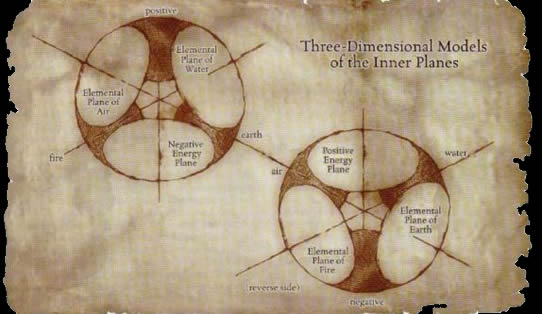 positive
Three-Dimensional Models
of the Inner Planes
Elemental
Plane of
Water
Elemental
Plane of
Air
Negative
Energy
Plane
earth
fire
air
water
Positive
Energy
Plane
Elemental
Plane of
Earth
Elemental
Plane of
Fire
(reverse side)
negative